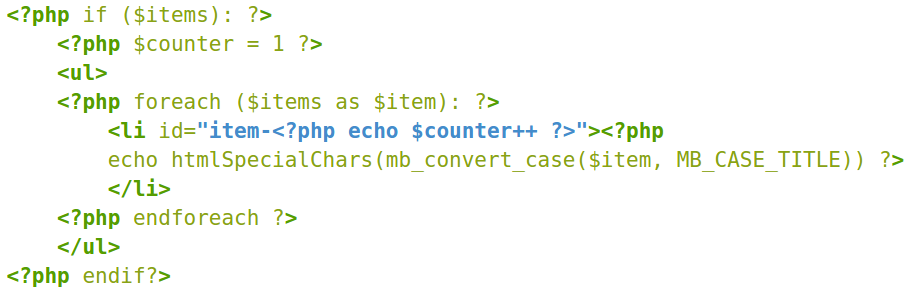 <?php if ($items): ?>
    <?php $counter = 1 ?>
    <ul>
    <?php foreach ($items as $item): ?>
        <li id="item-<?php echo $counter++ ?>"><?php
        echo htmlSpecialChars(mb_convert_case($item, MB_CASE_TITLE)) ?>
        </li>
    <?php endforeach ?>
    </ul>
<?php endif?>